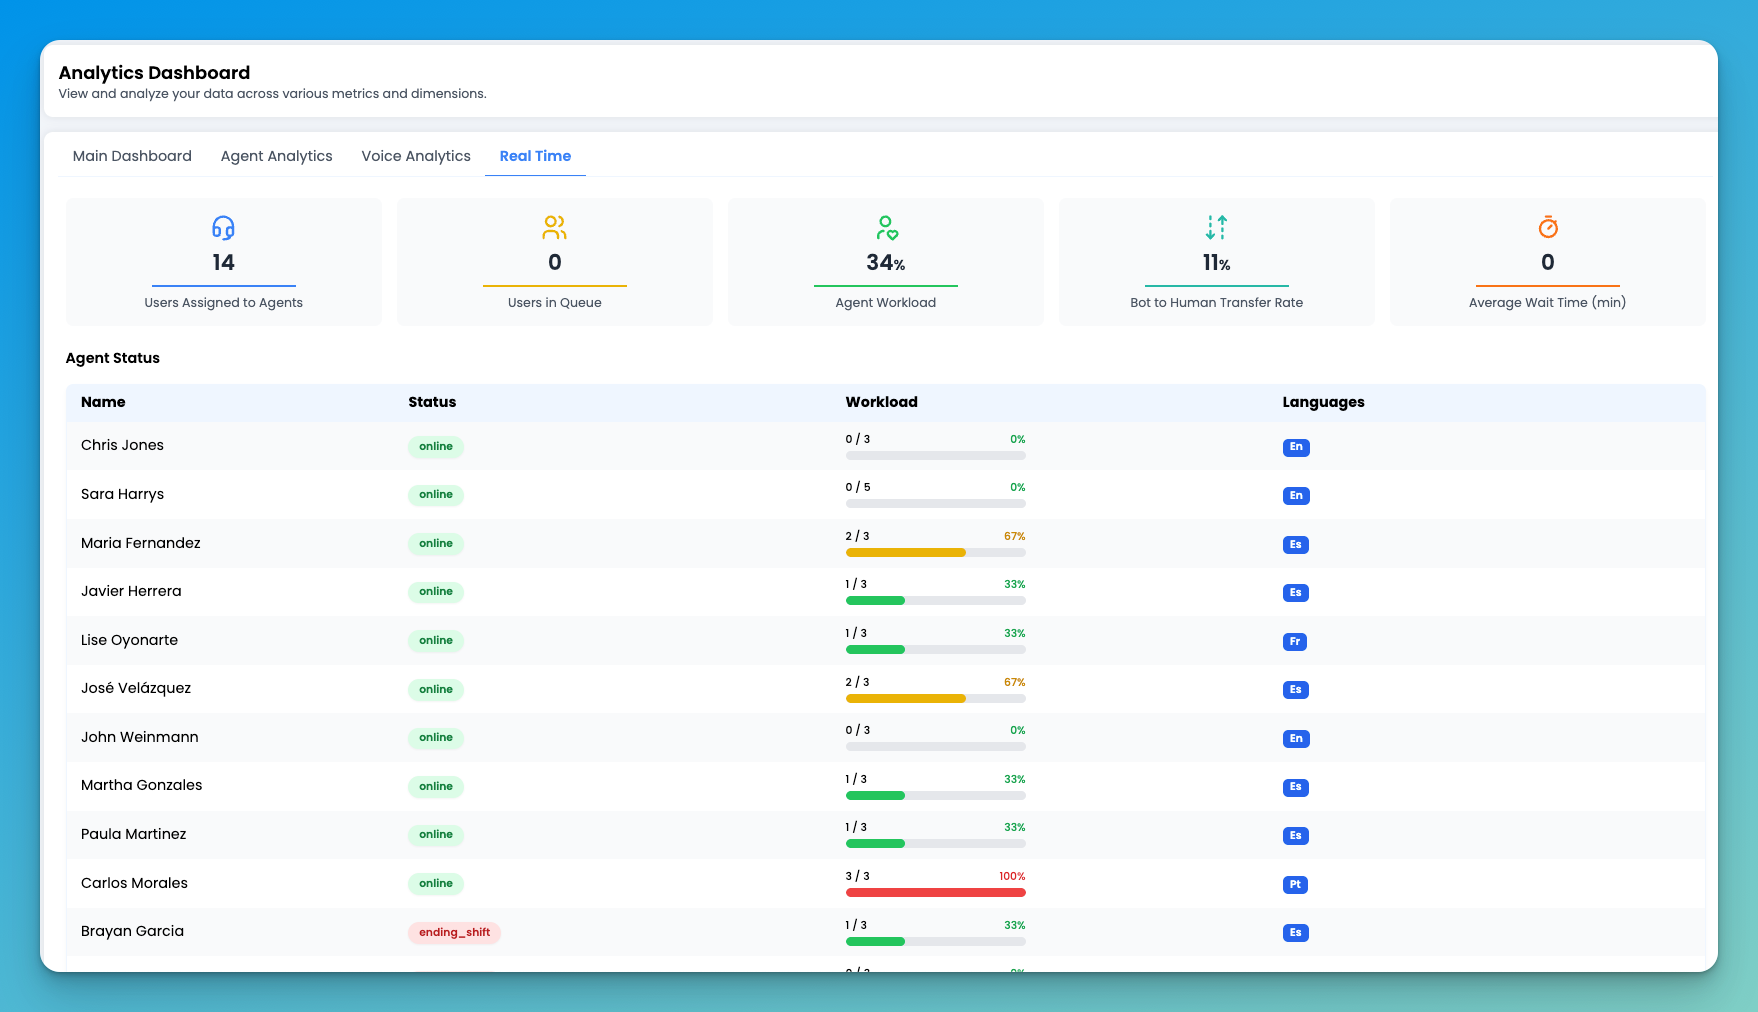 Analytics Dashboard
View and analyze your data across various metrics and dimensions.
Main Dashboard Agent Analytics Voice Analytics Real Time
14 0 34% 11% 0
Users Assigned to Agents Users in Queue Agent Workload Bot to Human Transfer Rate Average Wait Time (min)
Agent Status
Name Status Workload Languages
Chris Jones online 0 / 3 0% En
Sara Harrys online 0 / 5 0% En
Maria Fernandez online 2 / 3 67% Es
Javier Herrera online 1 / 3 33% Es
Lise Oyonarte online 1 / 3 33% Fr
José Velázquez online 2 / 3 67% Es
John Weinmann online 0 / 3 0% En
Martha Gonzales online 1 / 3 33% Es
Paula Martinez online 1 / 3 33% Es
Carlos Morales online 3 / 3 100% Pt
Brayan Garcia ending_shift 1 / 3 33% Es